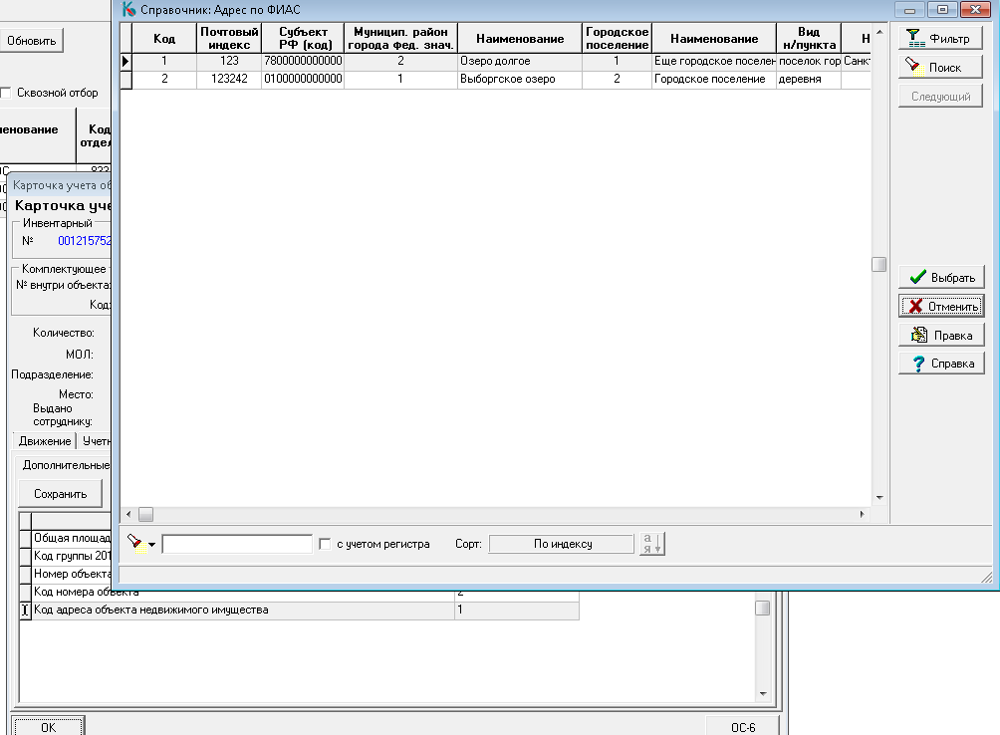 Справочник: Адрес по ФИАС
Обновить
Сквозной отбор
Код
Почтовый индекс
Субъект РФ (код)
Муницип. район города Фед. знач.
Наименование
Городское поселение
Наименование
Вид н/пункта
Н
1 123 7800000000000 2 Озеро долгое 1 Еще городское поселен поселок гор Санкт
2 123242 0100000000000 1 Выборгское озеро 2 Городское поселение деревня
Фильтр
Поиск
Следующий
Выбрать
Отменить
Правка
Справка
с учетом регистра
Сорт:
По индексу
а
я
енование
Код
отдел
Карточка учета об
Карточка уче
Инвентарный
№ 001215752
Комплектующее
№ внутри объекта:
Код:
Количество:
МОЛ:
Подразделение:
Место:
Выдано
сотруднику:
Движение
Учетн
Дополнительные
Сохранить
Общая площад
Код группы 201
Номер объекта
Код номера объекта 2
Код адреса объекта недвижимого имущества 1
OK
ОС-6